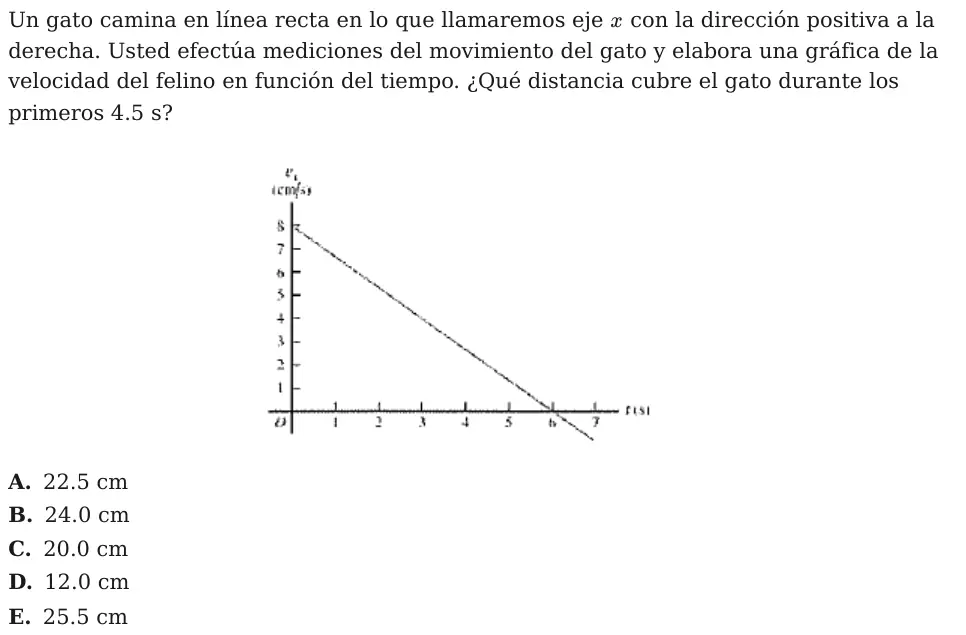 Un gato camina en línea recta en lo que llamaremos eje x con la dirección positiva a la
derecha. Usted efectúa mediciones del movimiento del gato y elabora una gráfica de la
velocidad del felino en función del tiempo. ¿Qué distancia cubre el gato durante los
primeros 4.5 s?
vₓ
(cm/s)
8
7
6
5
4
3
2
1
O 1 2 3 4 5 6 7 t (s)
A. 22.5 cm
B. 24.0 cm
C. 20.0 cm
D. 12.0 cm
E. 25.5 cm